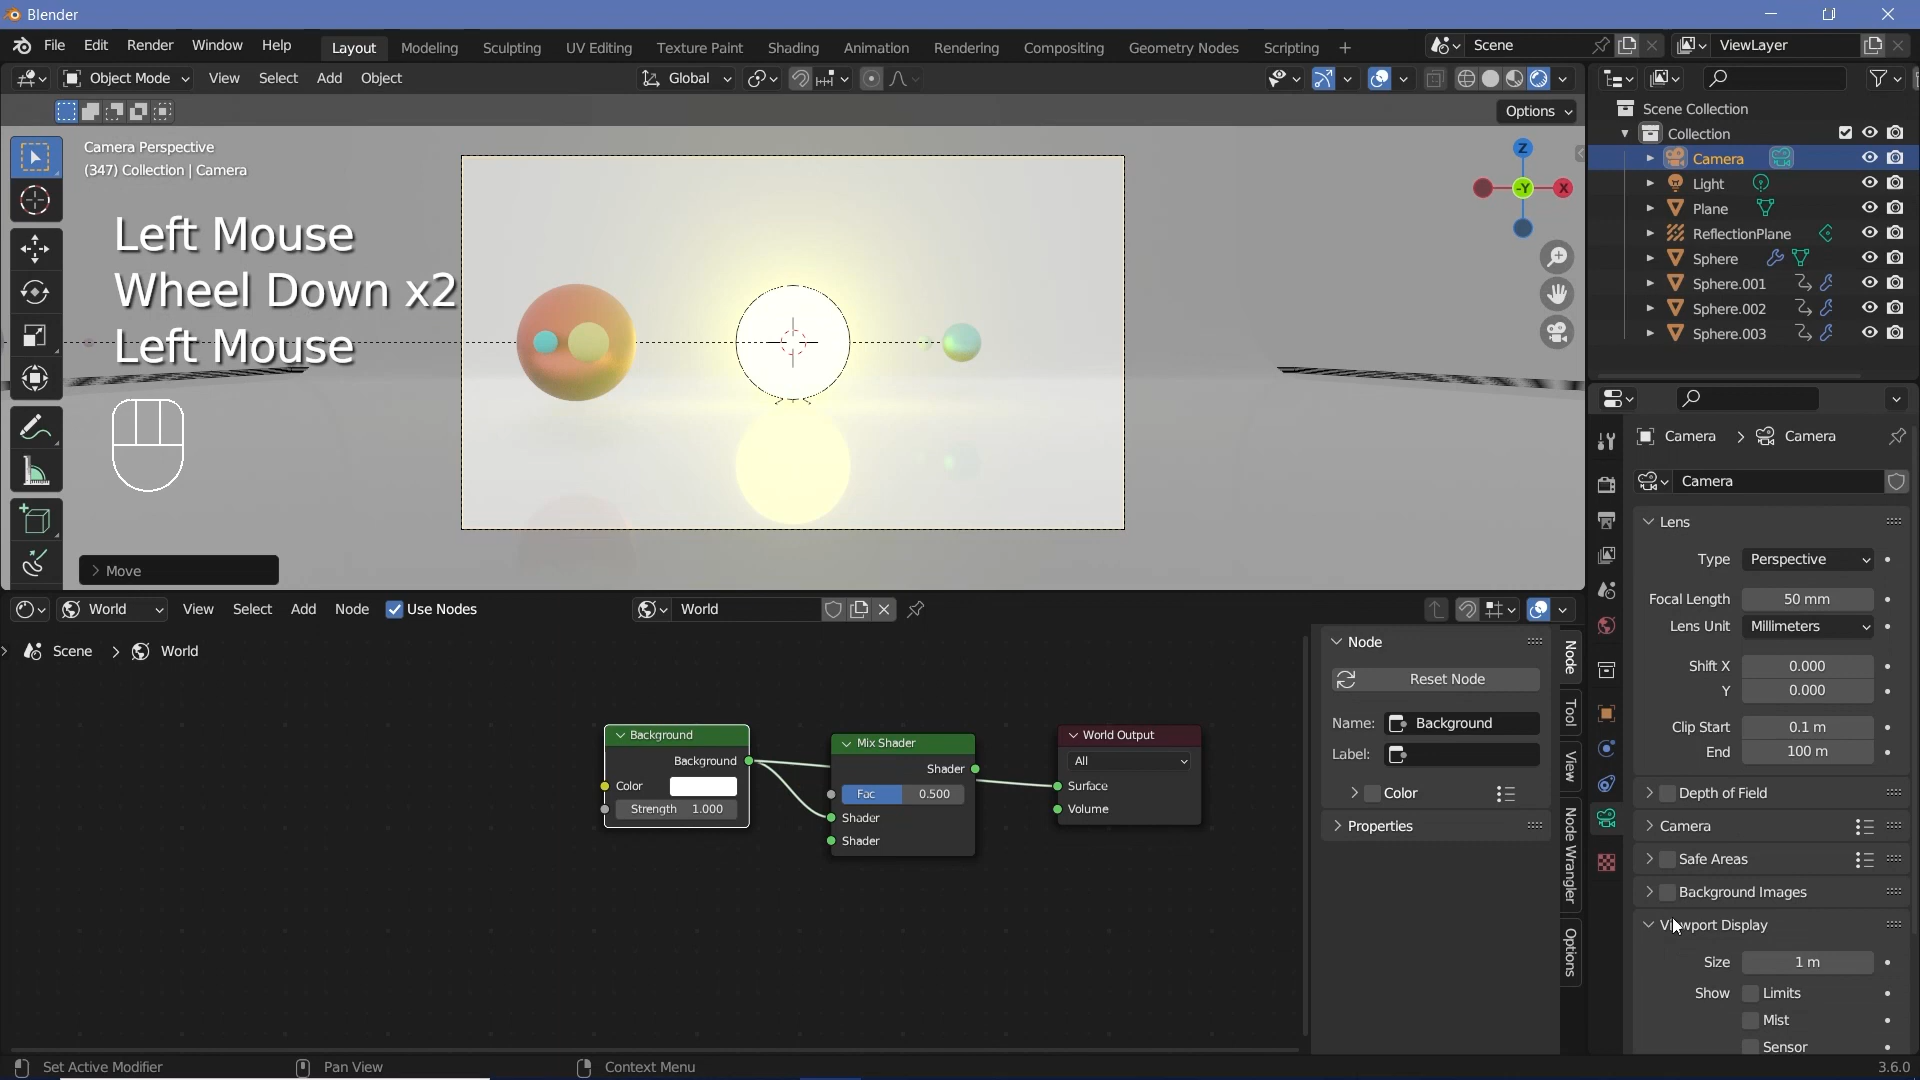 Blender
File Edit Render Window Help Layout Modeling Sculpting UV Editing Texture Paint Shading Animation Rendering Compositing Geometry Nodes Scripting + Scene ViewLayer
Object Mode View Select Add Object Global
Options
Camera Perspective
(347) Collection | Camera
Left Mouse
Wheel Down x2
Left Mouse
Z
-Y
X
> Move
Scene Collection
Collection
Camera
Light
Plane
ReflectionPlane
Sphere
Sphere.001
Sphere.002
Sphere.003
Camera > Camera
Camera
Lens
Type Perspective
Focal Length 50 mm
Lens Unit Millimeters
Shift X 0.000
Y 0.000
Clip Start 0.1 m
End 100 m
Depth of Field
Camera
Safe Areas
Background Images
Viewport Display
Size 1 m
Show Limits
Mist
Sensor
World View Select Add Node Use Nodes World
> Scene > World
Background
Background
Color
Strength 1.000
Mix Shader
Shader
Fac 0.500
Shader
Shader
World Output
All
Surface
Volume
Node
Reset Node
Name: Background
Label:
Color
Properties
Node
Tool
View
Node Wrangler
Options
Set Active Modifier Pan View Context Menu 3.6.0